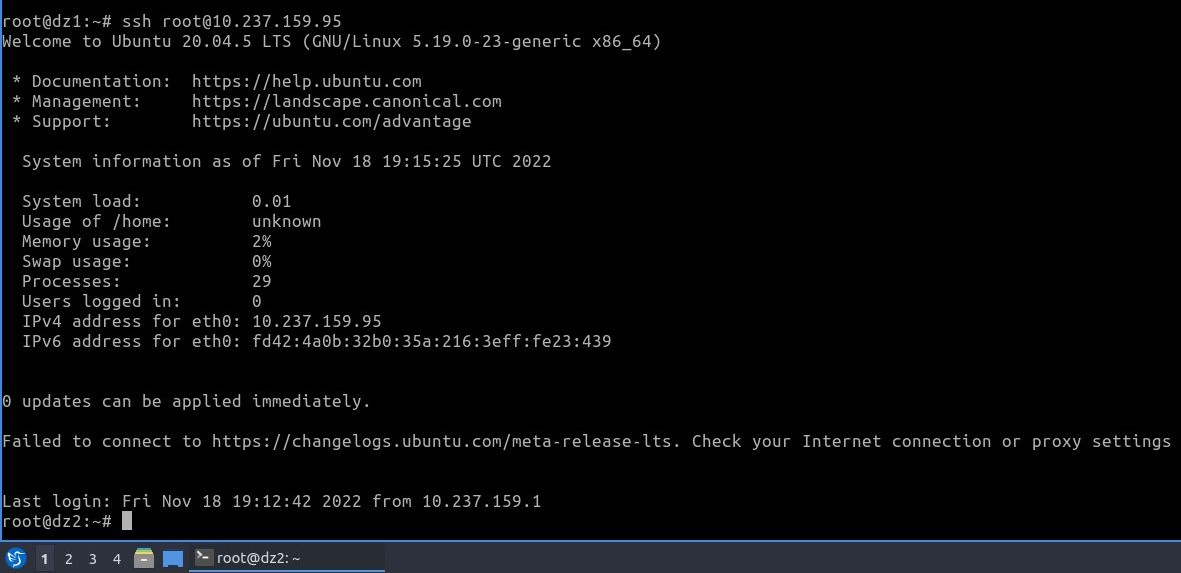 root@dz1:~# ssh root@10.237.159.95
Welcome to Ubuntu 20.04.5 LTS (GNU/Linux 5.19.0-23-generic x86_64)
* Documentation: https://help.ubuntu.com
* Management: https://landscape.canonical.com
* Support: https://ubuntu.com/advantage
System information as of Fri Nov 18 19:15:25 UTC 2022
System load: 0.01
Usage of /home: unknown
Memory usage: 2%
Swap usage: 0%
Processes: 29
Users logged in: 0
IPv4 address for eth0: 10.237.159.95
IPv6 address for eth0: fd42:4a0b:32b0:35a:216:3eff:fe23:439
0 updates can be applied immediately.
Failed to connect to https://changelogs.ubuntu.com/meta-release-lts. Check your Internet connection or proxy settings
Last login: Fri Nov 18 19:12:42 2022 from 10.237.159.1
root@dz2:~#
1 2 3 4 root@dz2: ~